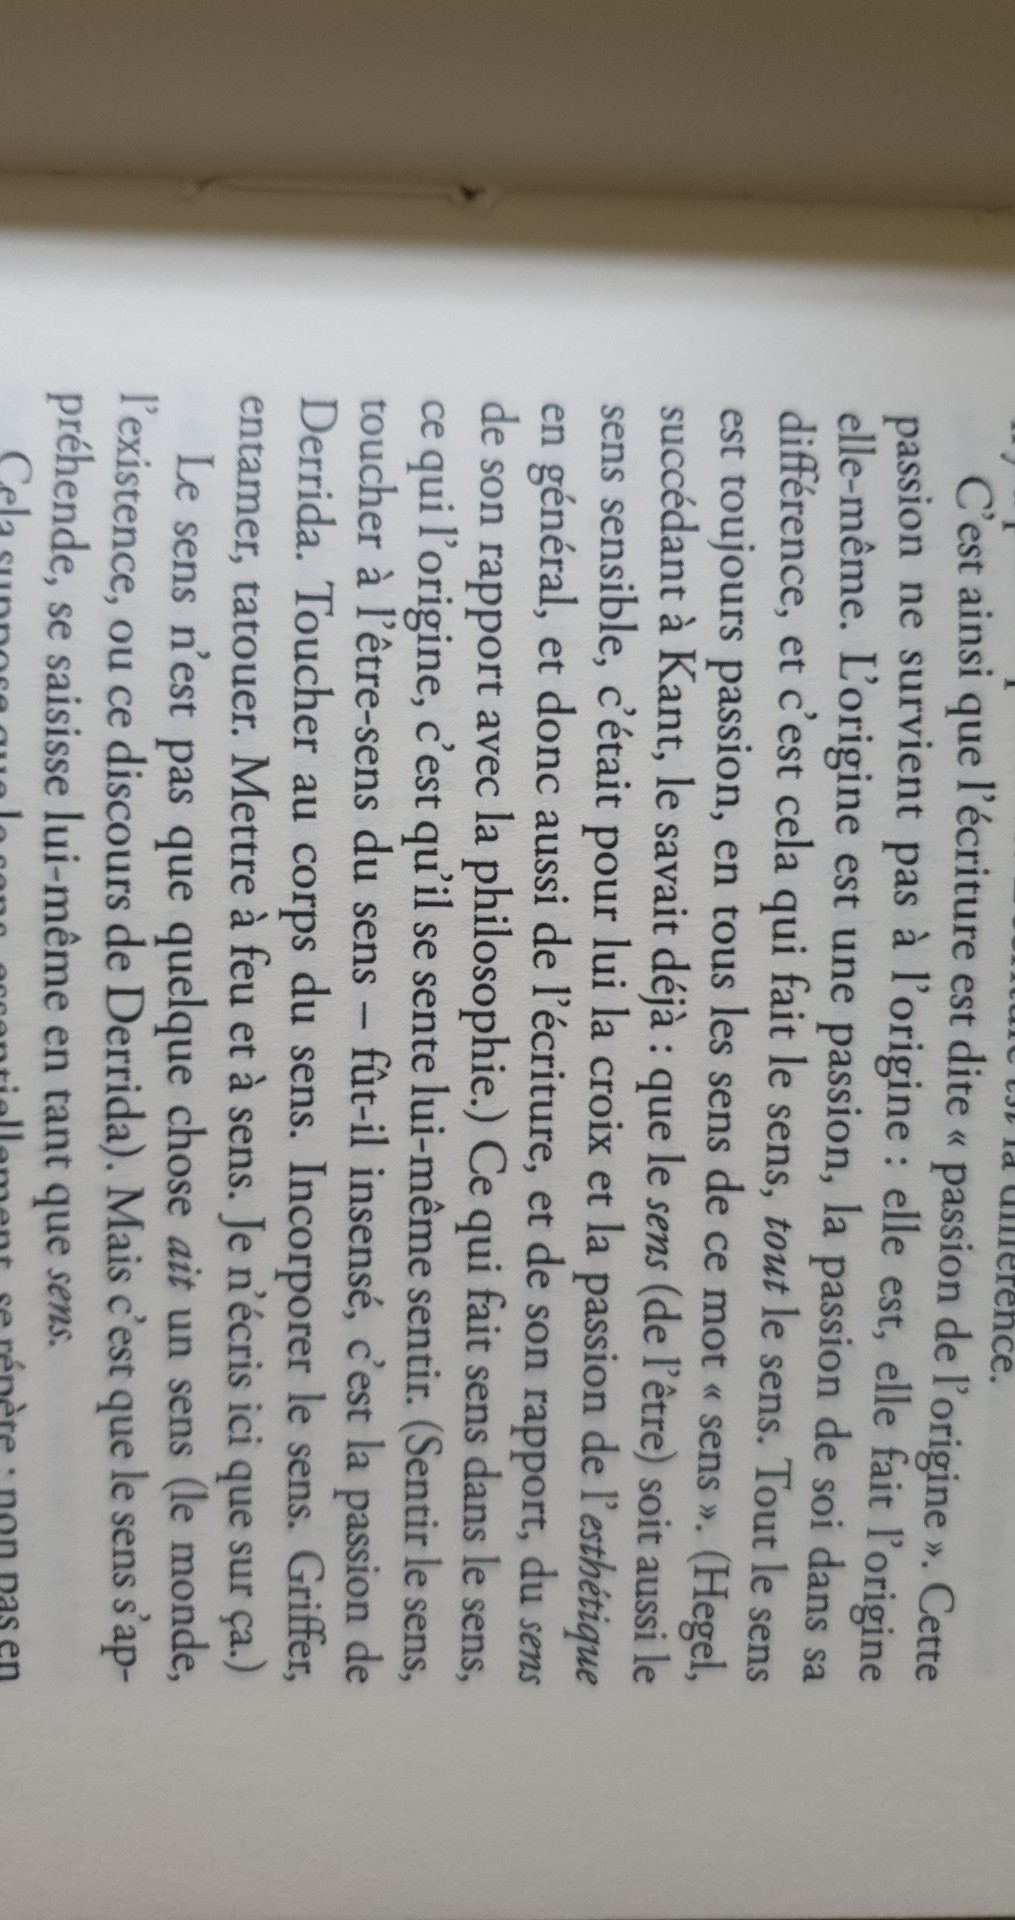 la différence.
C'est ainsi que l'écriture est dite « passion de l'origine ». Cette
passion ne survient pas à l'origine : elle est, elle fait l'origine
elle-même. L'origine est une passion, la passion de soi dans sa
différence, et c'est cela qui fait le sens, tout le sens. Tout le sens
est toujours passion, en tous les sens de ce mot « sens ». (Hegel,
succédant à Kant, le savait déjà : que le sens (de l'être) soit aussi le
sens sensible, c'était pour lui la croix et la passion de l'esthétique
en général, et donc aussi de l'écriture, et de son rapport, du sens
de son rapport avec la philosophie.) Ce qui fait sens dans le sens,
ce qui l'origine, c'est qu'il se sente lui-même sentir. (Sentir le sens,
toucher à l'être-sens du sens – fût-il insensé, c'est la passion de
Derrida. Toucher au corps du sens. Incorporer le sens. Griffer,
entamer, tatouer. Mettre à feu et à sens. Je n'écris ici que sur ça.)
Le sens n'est pas que quelque chose ait un sens (le monde,
l'existence, ou ce discours de Derrida). Mais c'est que le sens s'ap-
préhende, se saisisse lui-même en tant que sens.
Cela suppose que le sens essentiellement se répète : non pas en